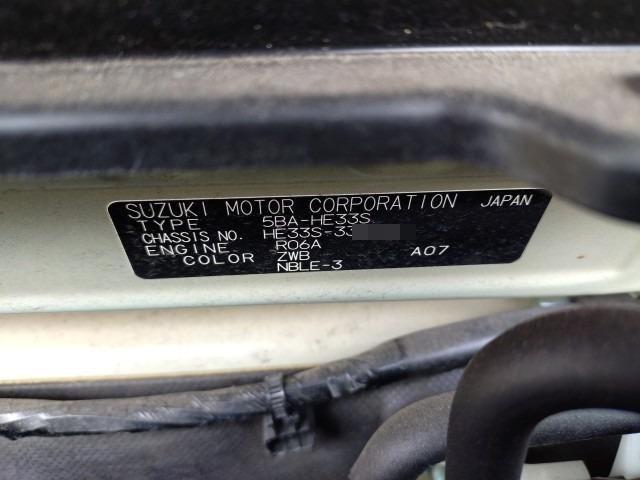 SUZUKI MOTOR CORPORATION JAPAN
TYPE 5BA-HE33S
CHASSIS NO. HE33S-33
ENGINE R06A
COLOR ZWB A07
NBLE-3